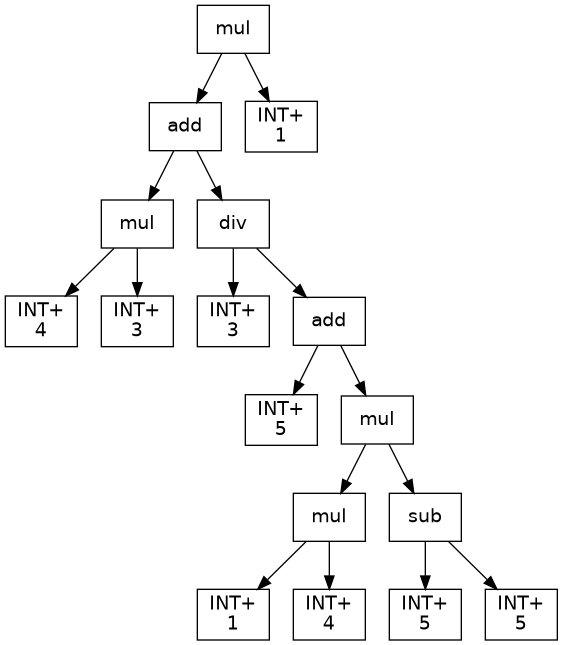 mul
add
INT+
1
mul
div
INT+
4
INT+
3
INT+
3
add
INT+
5
mul
mul
sub
INT+
1
INT+
4
INT+
5
INT+
5